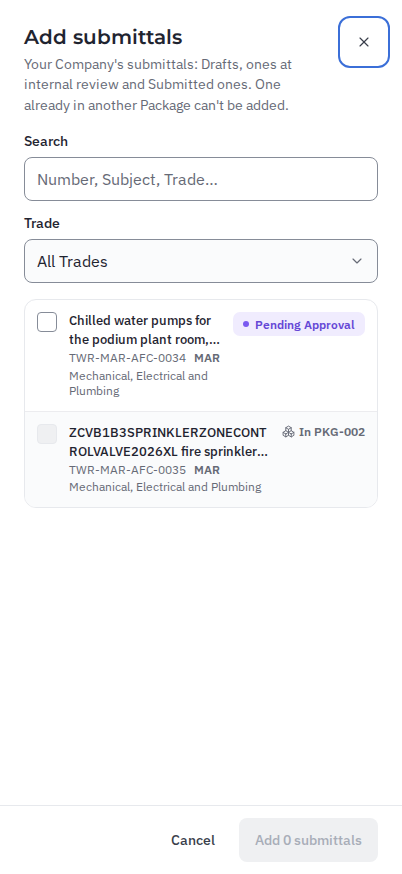 Add submittals
Your Company's submittals: Drafts, ones at
internal review and Submitted ones. One
already in another Package can't be added.
Search
Number, Subject, Trade...
Trade
All Trades
Chilled water pumps for
the podium plant room,...
Pending Approval
TWR-MAR-AFC-0034 MAR
Mechanical, Electrical and
Plumbing
ZCVB1B3SPRINKLERZONECONT
ROLVALVE2026XL fire sprinkler...
In PKG-002
TWR-MAR-AFC-0035 MAR
Mechanical, Electrical and Plumbing
Cancel
Add 0 submittals